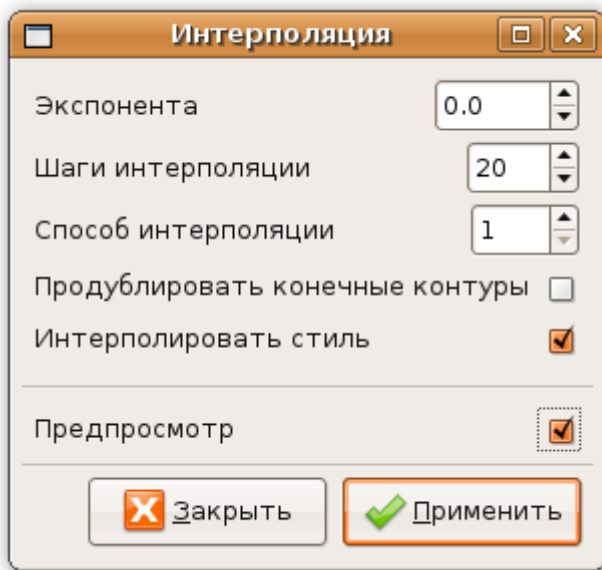 Интерполяция
Экспонента 0.0
Шаги интерполяции 20
Способ интерполяции 1
Продублировать конечные контуры
Интерполировать стиль
Предпросмотр
Закрыть Применить